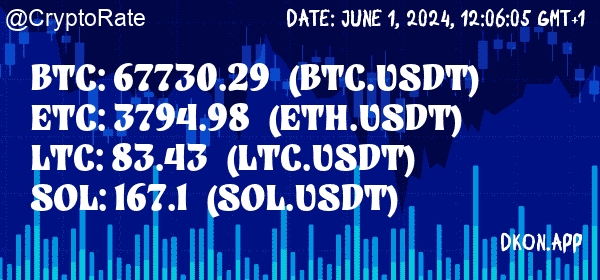 @CryptoRate
DATE: JUNE 1, 2024, 12:06:05 GMT+1
BTC: 67730.29 (BTC.USDT)
ETC: 3794.98 (ETH.USDT)
LTC: 83.43 (LTC.USDT)
SOL: 167.1 (SOL.USDT)
DKON.APP